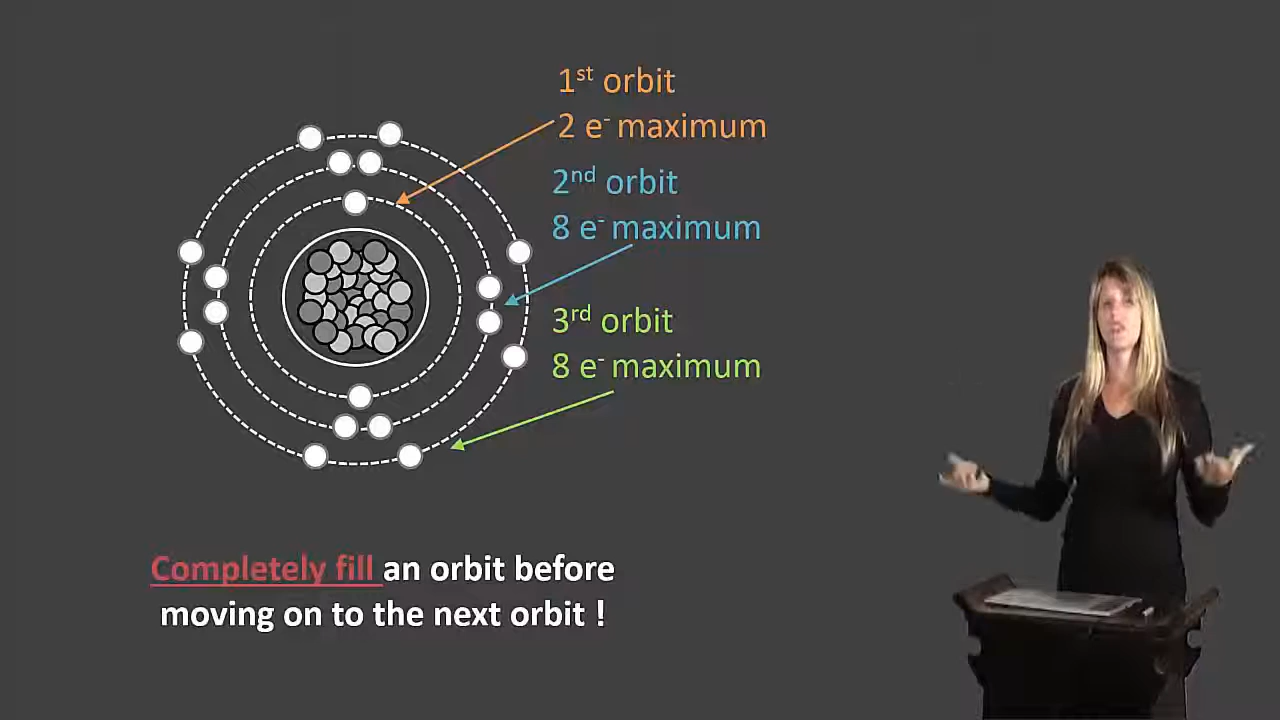 1st orbit
2 e- maximum
2nd orbit
8 e- maximum
3rd orbit
8 e- maximum
Completely fill an orbit before
moving on to the next orbit !